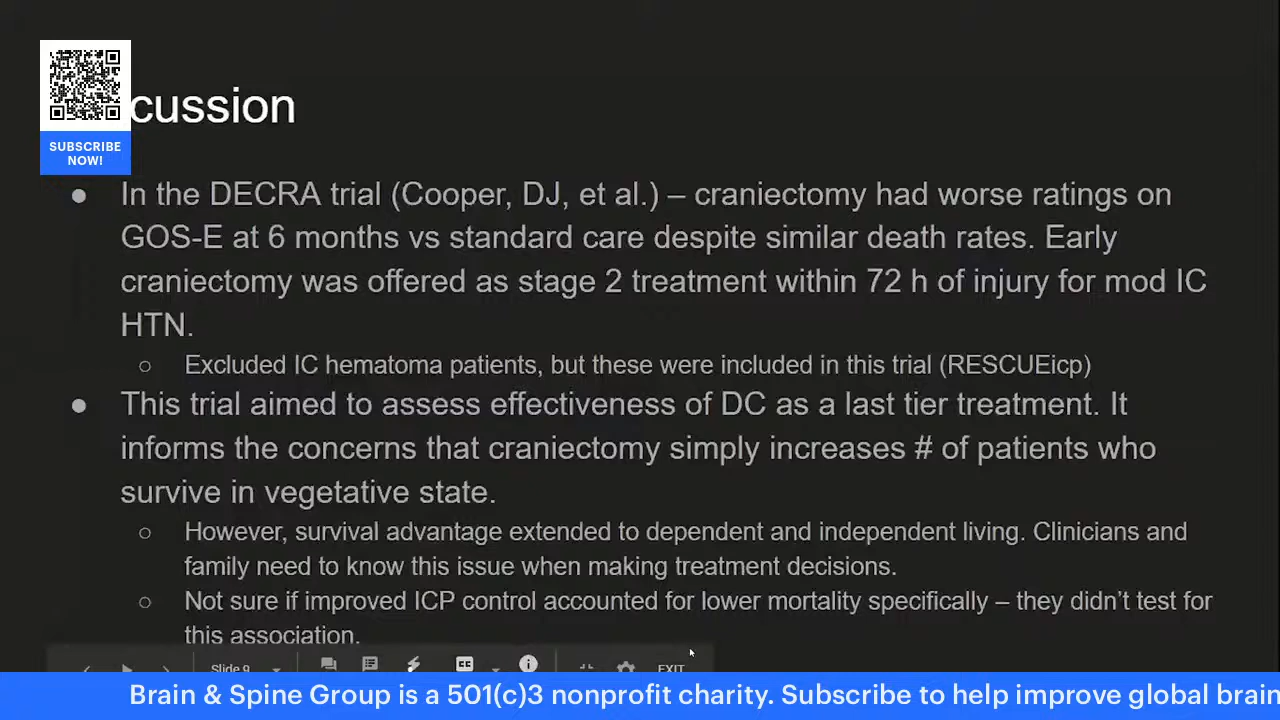 cussion
SUBSCRIBE
NOW!
● In the DECRA trial (Cooper, DJ, et al.) – craniectomy had worse ratings on
GOS-E at 6 months vs standard care despite similar death rates. Early
craniectomy was offered as stage 2 treatment within 72 h of injury for mod IC
HTN.
○ Excluded IC hematoma patients, but these were included in this trial (RESCUEicp)
● This trial aimed to assess effectiveness of DC as a last tier treatment. It
informs the concerns that craniectomy simply increases # of patients who
survive in vegetative state.
○ However, survival advantage extended to dependent and independent living. Clinicians and
family need to know this issue when making treatment decisions.
○ Not sure if improved ICP control accounted for lower mortality specifically – they didn't test for
this association.
Slide 9 CC EXIT
Brain & Spine Group is a 501(c)3 nonprofit charity. Subscribe to help improve global brain